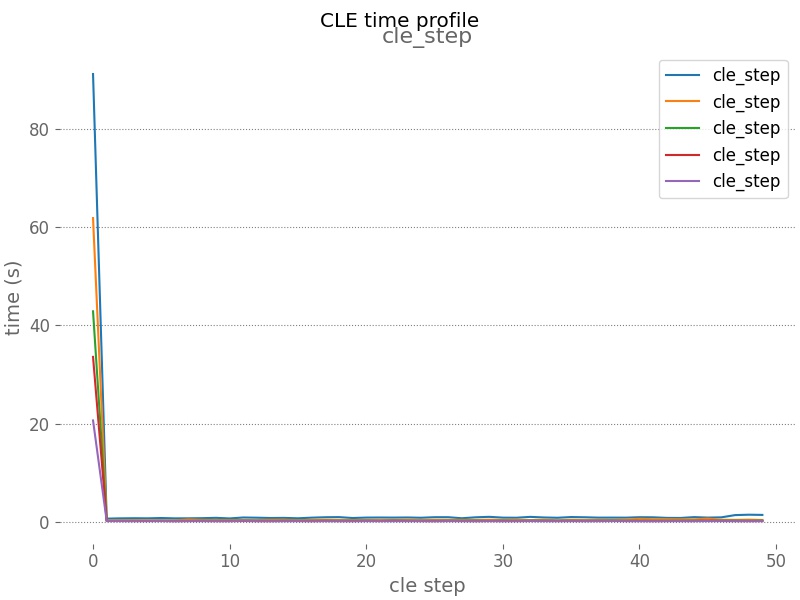 CLE time profile
cle_step
cle_step
cle_step
cle_step
cle_step
cle_step
80
60
40
20
0
time (s)
0 10 20 30 40 50
cle step